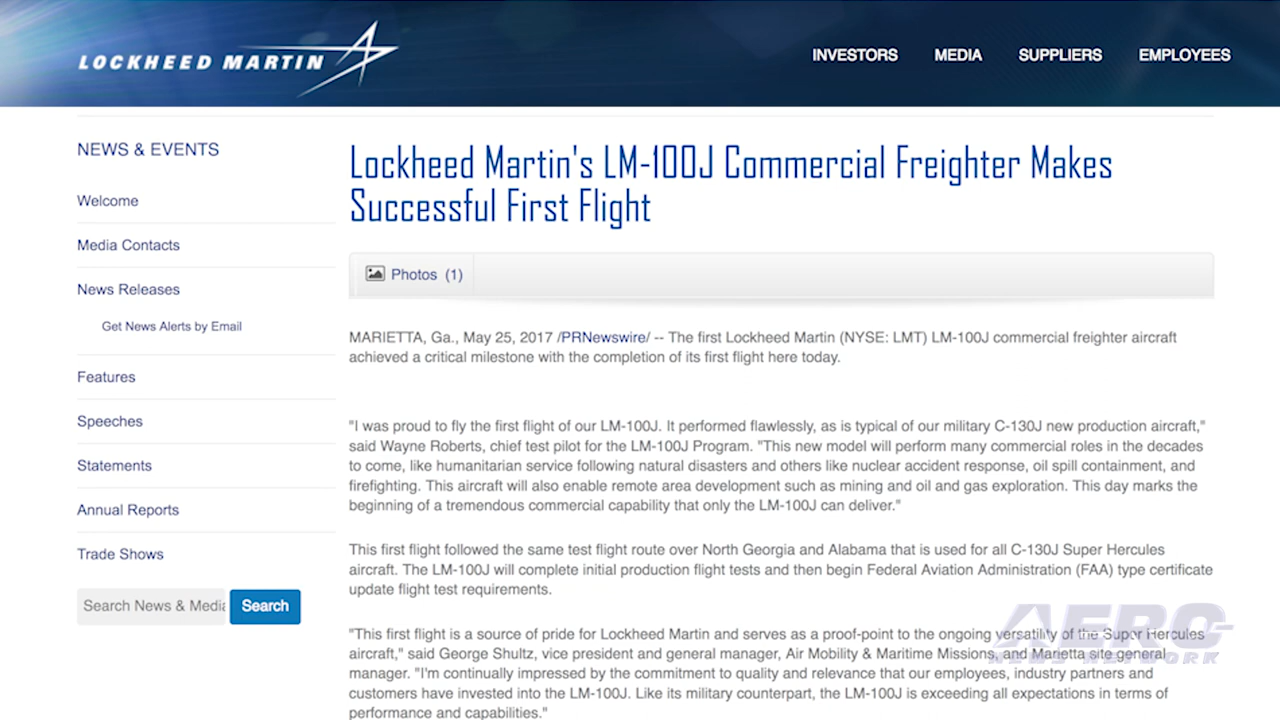 LOCKHEED MARTIN
INVESTORS MEDIA SUPPLIERS EMPLOYEES
NEWS & EVENTS
Welcome
Media Contacts
News Releases
Get News Alerts by Email
Features
Speeches
Statements
Annual Reports
Trade Shows
Search News & Media
Search
Lockheed Martin's LM-100J Commercial Freighter Makes
Successful First Flight
Photos (1)
MARIETTA, Ga., May 25, 2017 /PRNewswire/ -- The first Lockheed Martin (NYSE: LMT) LM-100J commercial freighter aircraft
achieved a critical milestone with the completion of its first flight here today.
"I was proud to fly the first flight of our LM-100J. It performed flawlessly, as is typical of our military C-130J new production aircraft,"
said Wayne Roberts, chief test pilot for the LM-100J Program. "This new model will perform many commercial roles in the decades
to come, like humanitarian service following natural disasters and others like nuclear accident response, oil spill containment, and
firefighting. This aircraft will also enable remote area development such as mining and oil and gas exploration. This day marks the
beginning of a tremendous commercial capability that only the LM-100J can deliver."
This first flight followed the same test flight route over North Georgia and Alabama that is used for all C-130J Super Hercules
aircraft. The LM-100J will complete initial production flight tests and then begin Federal Aviation Administration (FAA) type certificate
update flight test requirements.
"This first flight is a source of pride for Lockheed Martin and serves as a proof-point to the ongoing versatility of the Super Hercules
aircraft," said George Shultz, vice president and general manager, Air Mobility & Maritime Missions, and Marietta site general
manager. "I'm continually impressed by the commitment to quality and relevance that our employees, industry partners and
customers have invested into the LM-100J. Like its military counterpart, the LM-100J is exceeding all expectations in terms of
performance and capabilities."
AERO
NEWS NETWORK